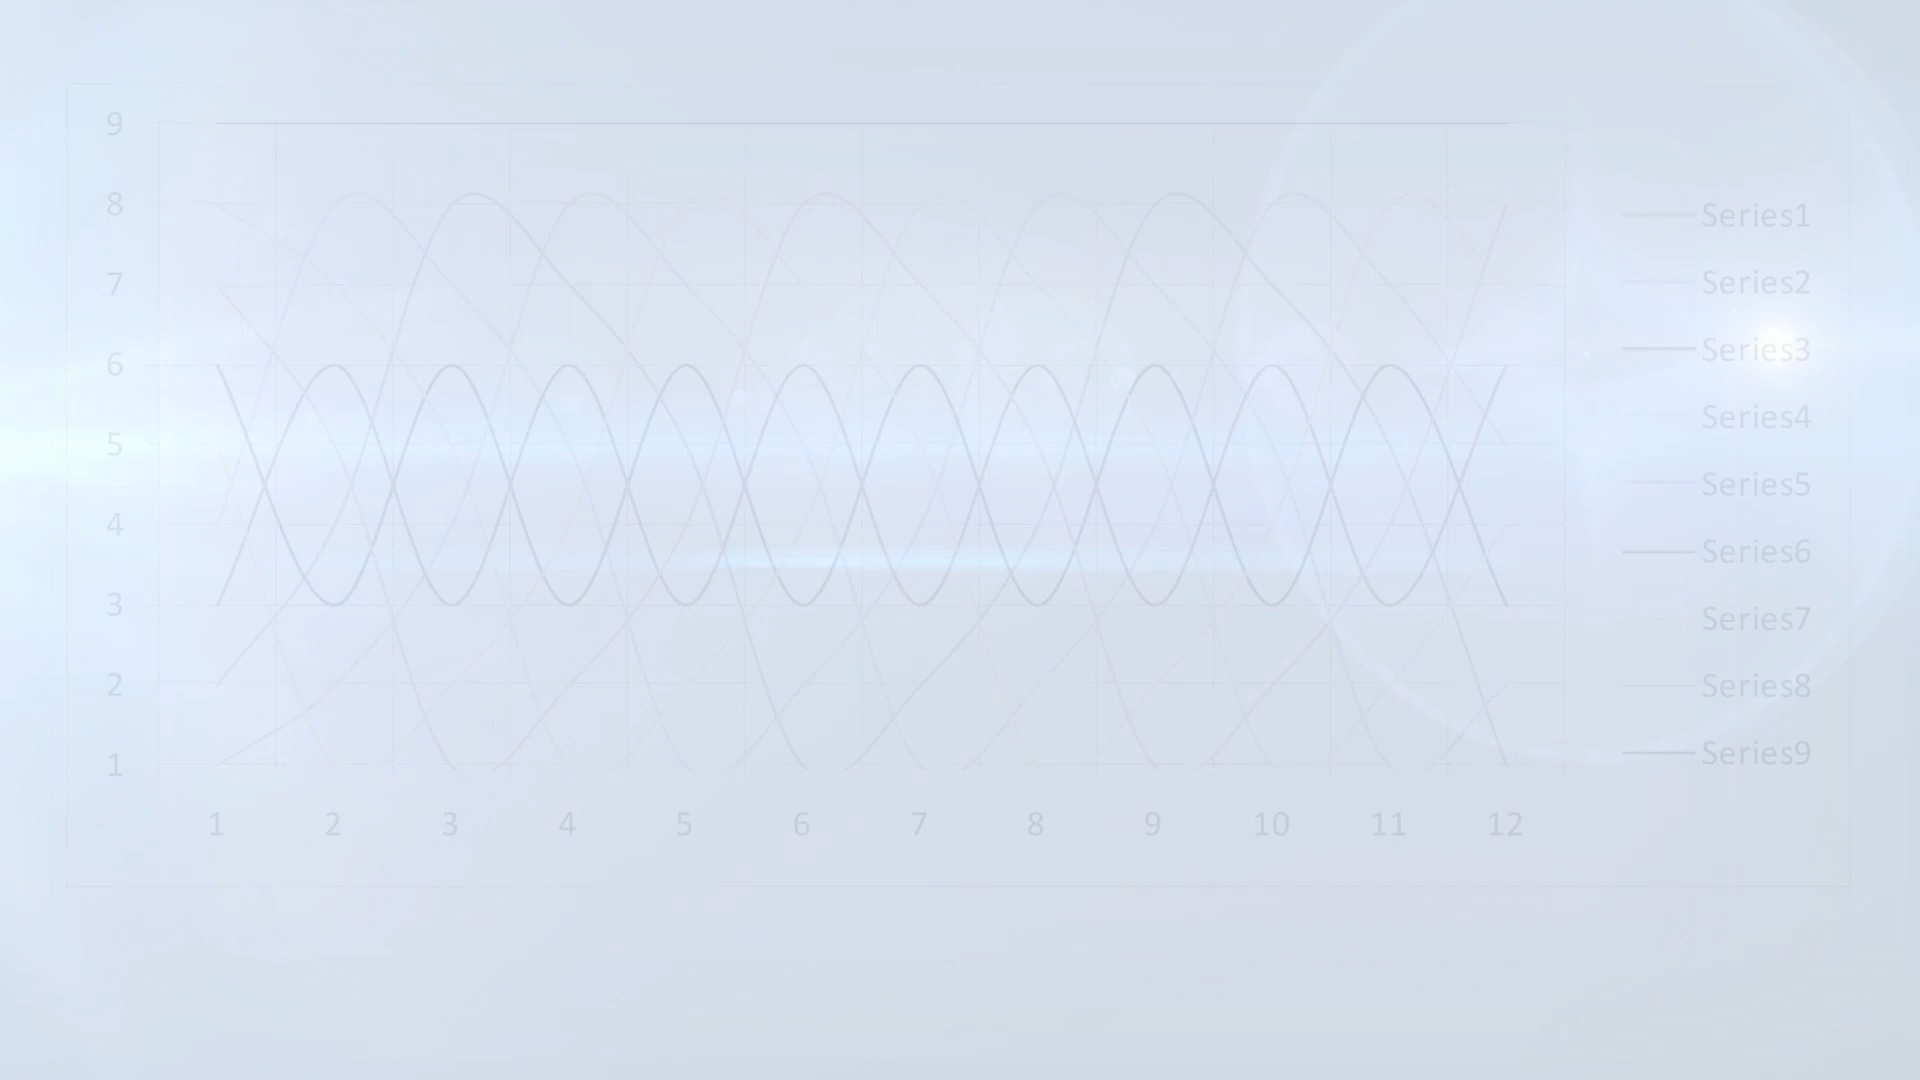 9
8
7
6
5
4
3
2
1
1 2 3 4 5 6 7 8 9 10 11 12
Series1
Series2
Series3
Series4
Series5
Series6
Series7
Series8
Series9